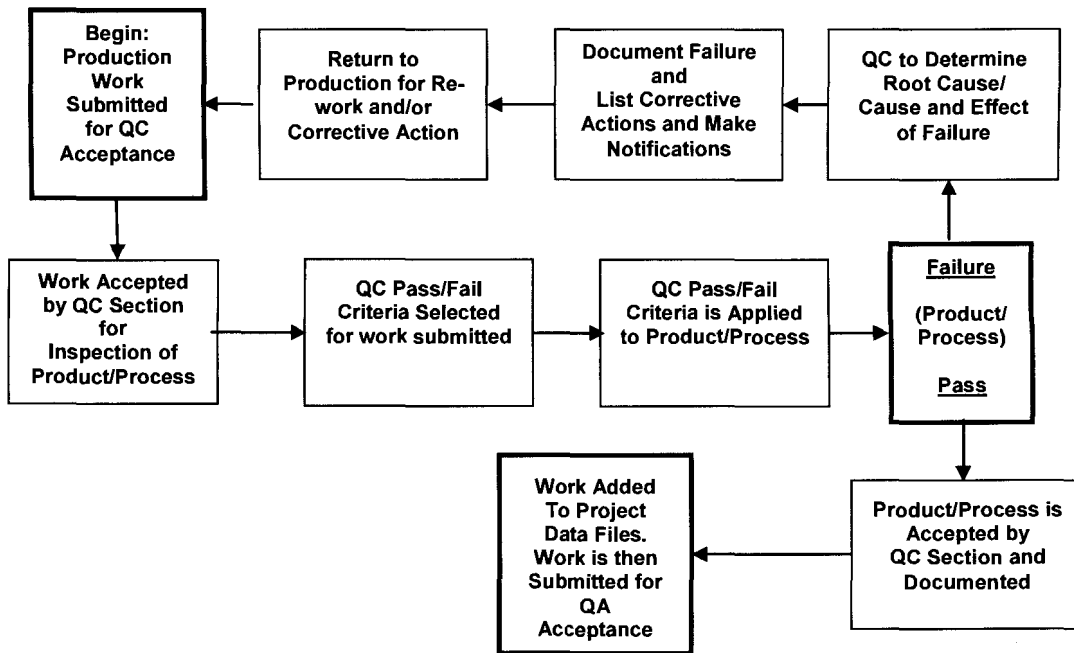 Begin:
Production
Work
Submitted
for QC
Acceptance
Return to
Production for Re-
work and/or
Corrective Action
Document Failure
and
List Corrective
Actions and Make
Notifications
QC to Determine
Root Cause/
Cause and Effect
of Failure
Work Accepted
by QC Section
for
Inspection of
Product/Process
QC Pass/Fail
Criteria Selected
for work submitted
QC Pass/Fail
Criteria is Applied
to Product/Process
Failure
(Product/
Process)
Pass
Work Added
To Project
Data Files.
Work is then
Submitted for
QA
Acceptance
Product/Process is
Accepted by
QC Section and
Documented